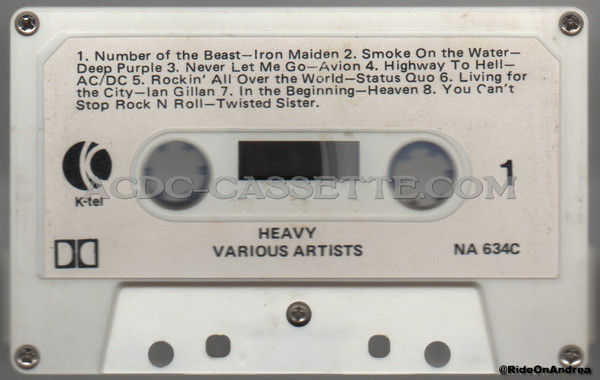 1. Number of the Beast—Iron Maiden 2. Smoke On the Water—
Deep Purple 3. Never Let Me Go—Avion 4. Highway To Hell—
AC/DC 5. Rockin' All Over the World—Status Quo 6. Living for
the City—Ian Gillan 7. In the Beginning—Heaven 8. You Can't
Stop Rock N Roll—Twisted Sister.
K-tel
ACDC-CASSETTE.COM
1
HEAVY
VARIOUS ARTISTS
NA 634C
@RideOnAndrea